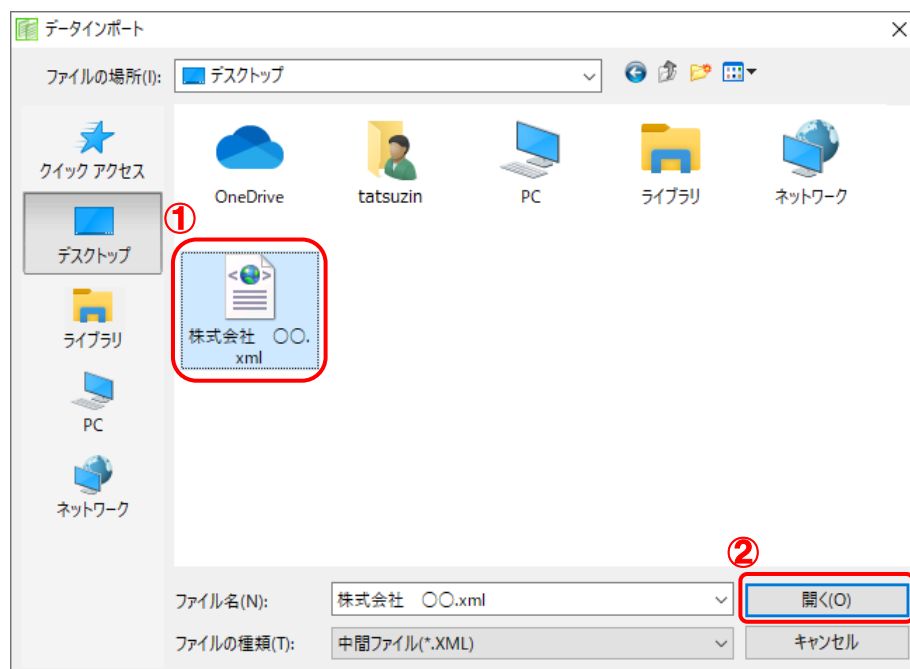 データインポート
ファイルの場所(I):
デスクトップ
クイック アクセス
デスクトップ
ライブラリ
PC
ネットワーク
OneDrive
tatsuzin
PC
ライブラリ
ネットワーク
①
株式会社　〇〇.
xml
②
ファイル名(N):
株式会社　〇〇.xml
開く(O)
ファイルの種類(T):
中間ファイル(*.XML)
キャンセル